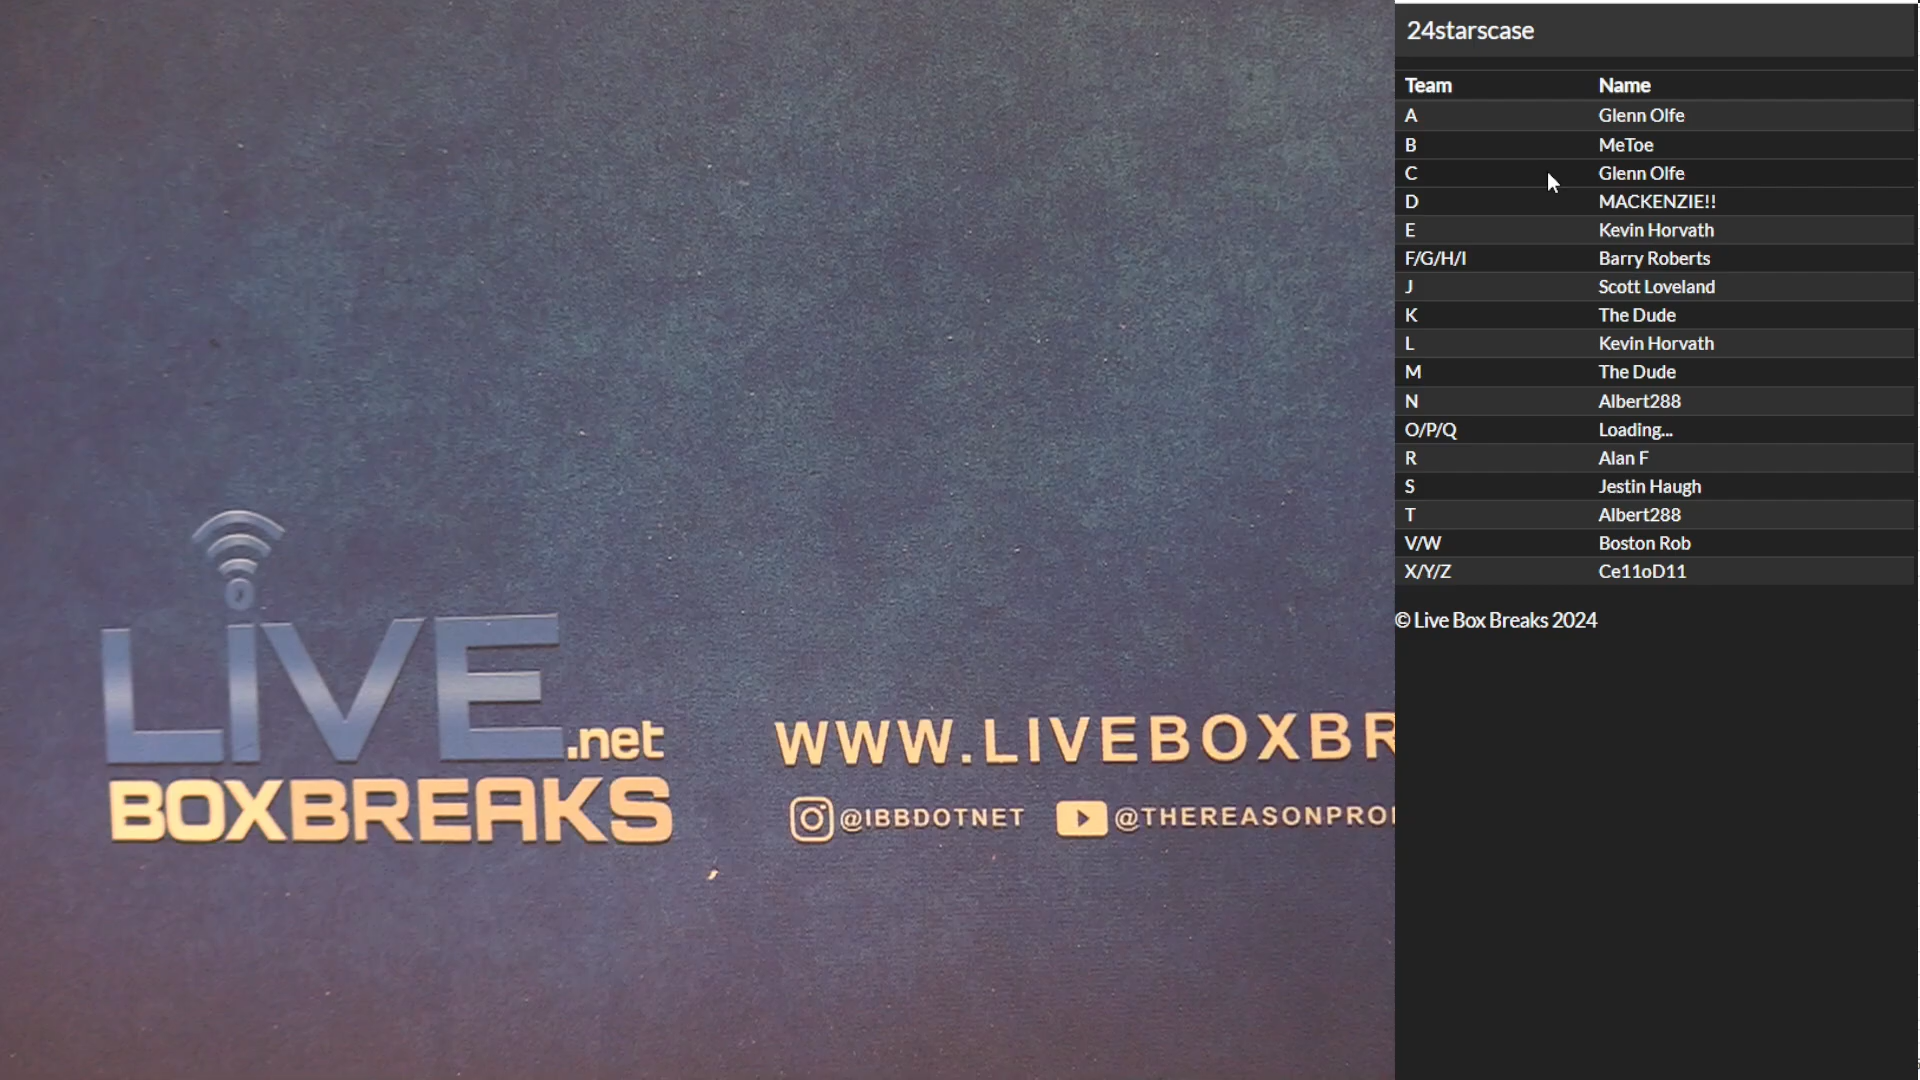 24starscase
Team Name
A Glenn Olfe
B MeToe
C Glenn Olfe
D MACKENZIE!!
E Kevin Horvath
F/G/H/I Barry Roberts
J Scott Loveland
K The Dude
L Kevin Horvath
M The Dude
N Albert288
O/P/Q Loading...
R Alan F
S Jestin Haugh
T Albert288
V/W Boston Rob
X/Y/Z Ce11oD11
© Live Box Breaks 2024
LIVE.net
BOXBREAKS
WWW.LIVEBOXBR
@IBBDOTNET @THEREASONPRO